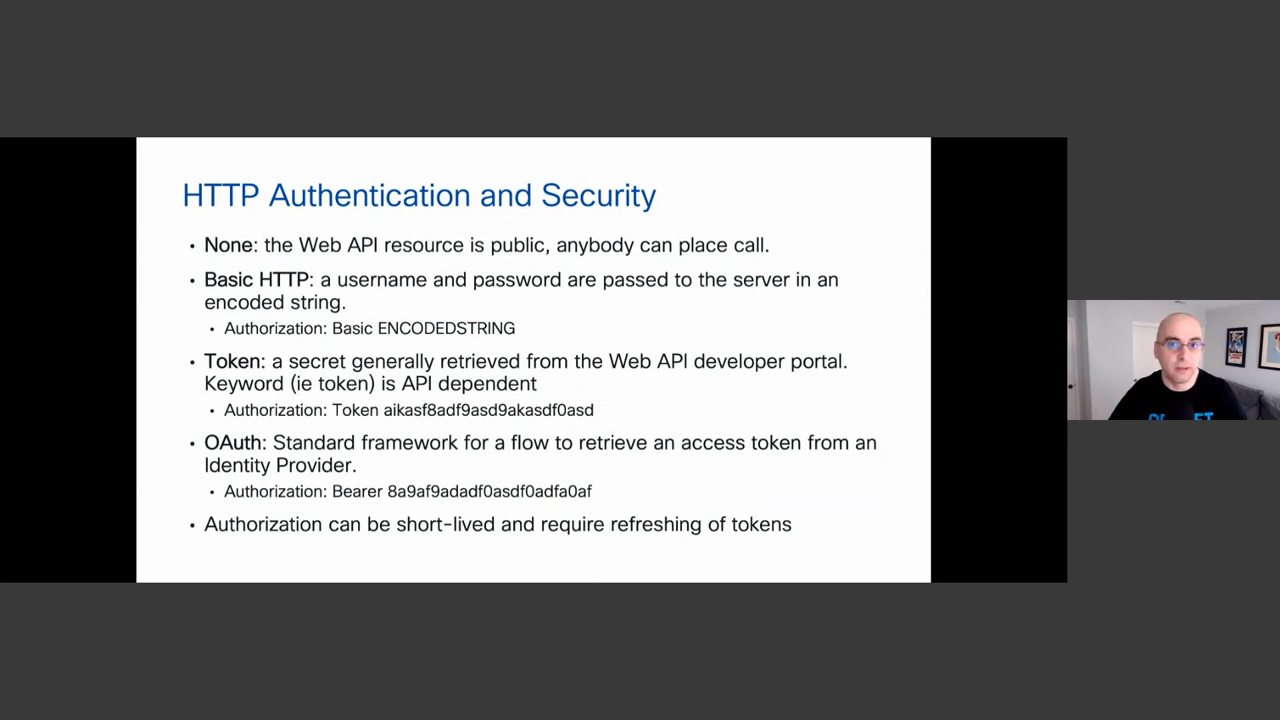 HTTP Authentication and Security
• None: the Web API resource is public, anybody can place call.
• Basic HTTP: a username and password are passed to the server in an
encoded string.
• Authorization: Basic ENCODEDSTRING
• Token: a secret generally retrieved from the Web API developer portal.
Keyword (ie token) is API dependent
• Authorization: Token aikasf8adf9asd9akasdf0asd
• OAuth: Standard framework for a flow to retrieve an access token from an
Identity Provider.
• Authorization: Bearer 8a9af9adadf0asdf0adfa0af
• Authorization can be short-lived and require refreshing of tokens